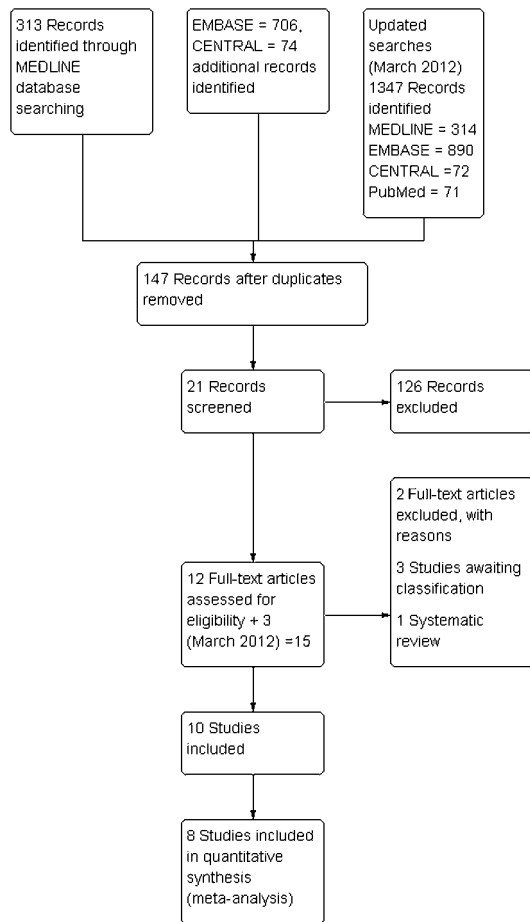 313 Records
identified through
MEDLINE
database
searching
EMBASE = 706,
CENTRAL = 74
additional records
identified
Updated
searches
(March 2012)
1347 Records
identified
MEDLINE = 314
EMBASE = 890
CENTRAL =72
PubMed = 71
147 Records after duplicates
removed
21 Records
screened
126 Records
excluded
2 Full-text articles
excluded, with
reasons
3 Studies awaiting
classification
1 Systematic
review
12 Full-text articles
assessed for
eligibility + 3
(March 2012) =15
10 Studies
included
8 Studies included
in quantitative
synthesis
(meta-analysis)